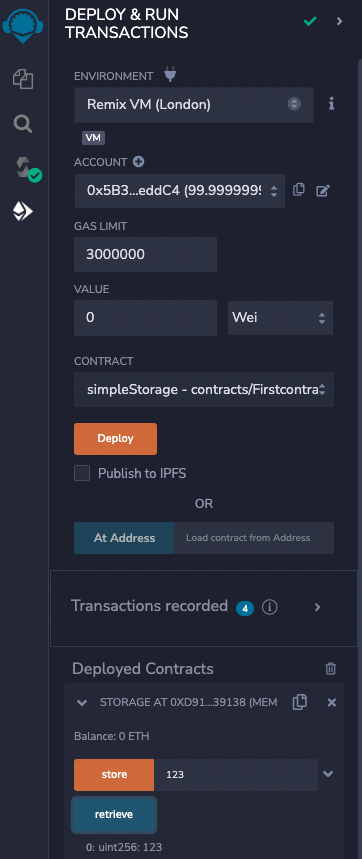 DEPLOY & RUN
TRANSACTIONS
ENVIRONMENT
Remix VM (London)
VM
ACCOUNT
0x5B3...eddC4 (99.9999999
GAS LIMIT
3000000
VALUE
0 Wei
CONTRACT
simpleStorage - contracts/Firstcontra
Deploy
Publish to IPFS
OR
At Address Load contract from Address
Transactions recorded 4 i
Deployed Contracts
STORAGE AT 0XD91...39138 (MEM
Balance: 0 ETH
store 123
retrieve
0: uint256: 123